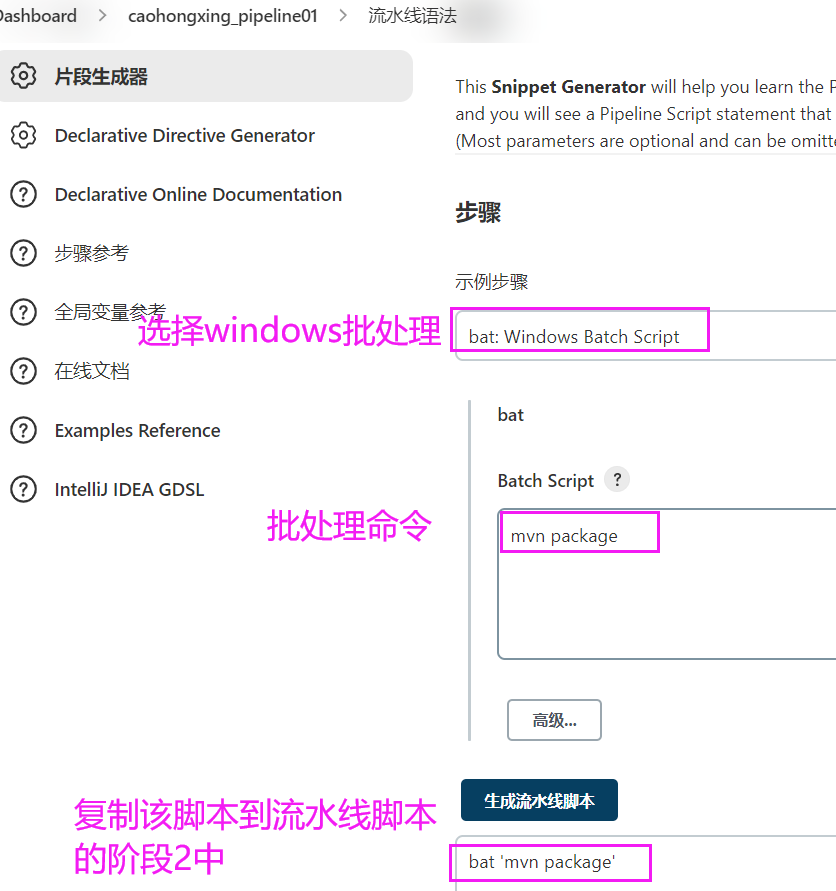 Dashboard > caohongxing_pipeline01 > 流水线语法
片段生成器
Declarative Directive Generator
Declarative Online Documentation
步骤参考
全局变量参考
在线文档
Examples Reference
IntelliJ IDEA GDSL
This Snippet Generator will help you learn the P
and you will see a Pipeline Script statement that
(Most parameters are optional and can be omitte
步骤
示例步骤
选择windows批处理
bat: Windows Batch Script
bat
Batch Script ?
批处理命令
mvn package
高级...
生成流水线脚本
复制该脚本到流水线脚本
的阶段2中
bat 'mvn package'